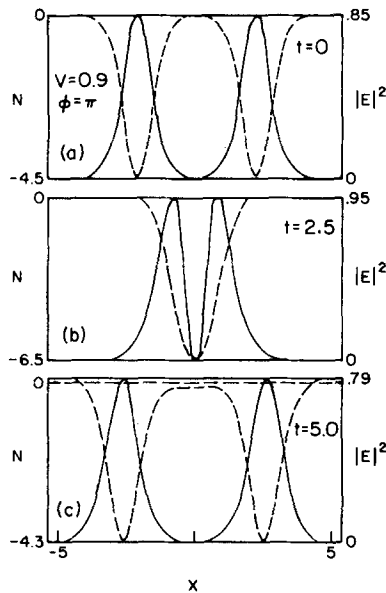 0
.85
t=0
V=0.9
φ=π
N
|E|²
(a)
-4.5
0
0
.95
t=2.5
N
|E|²
(b)
-6.5
0
0
.79
t=5.0
N
|E|²
(c)
-4.3
0
-5
0
5
X